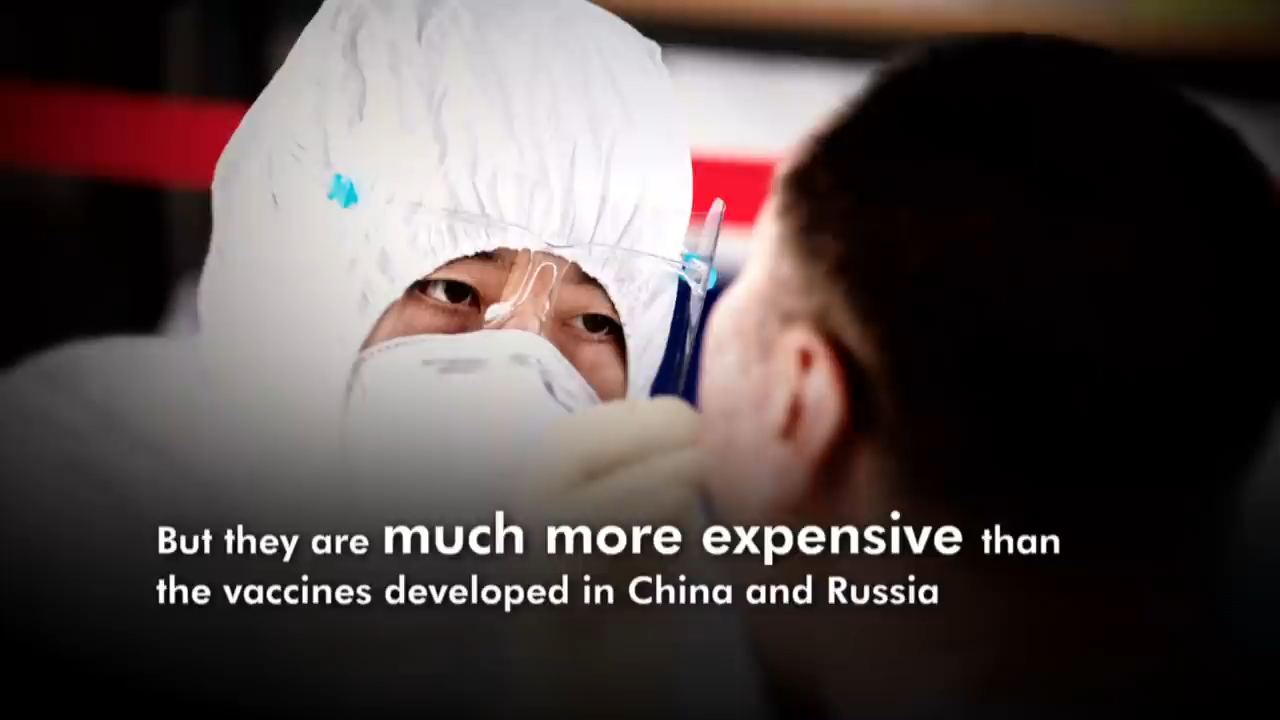 But they are much more expensive than
the vaccines developed in China and Russia